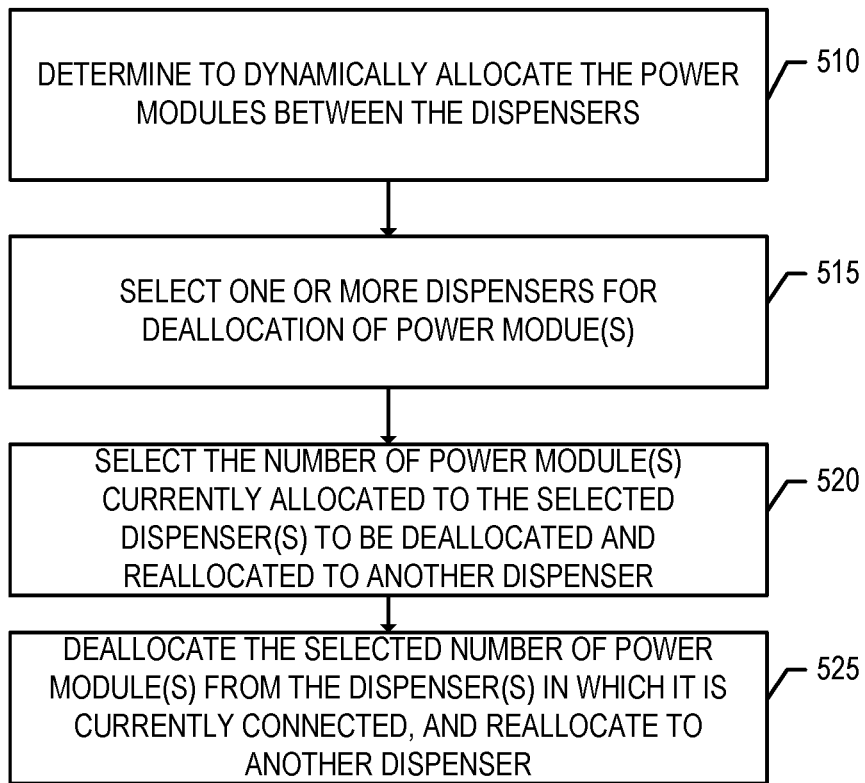 DETERMINE TO DYNAMICALLY ALLOCATE THE POWER
MODULES BETWEEN THE DISPENSERS
510
SELECT ONE OR MORE DISPENSERS FOR
DEALLOCATION OF POWER MODUE(S)
515
SELECT THE NUMBER OF POWER MODULE(S)
CURRENTLY ALLOCATED TO THE SELECTED
DISPENSER(S) TO BE DEALLOCATED AND
REALLOCATED TO ANOTHER DISPENSER
520
DEALLOCATE THE SELECTED NUMBER OF POWER
MODULE(S) FROM THE DISPENSER(S) IN WHICH IT IS
CURRENTLY CONNECTED, AND REALLOCATE TO
ANOTHER DISPENSER
525